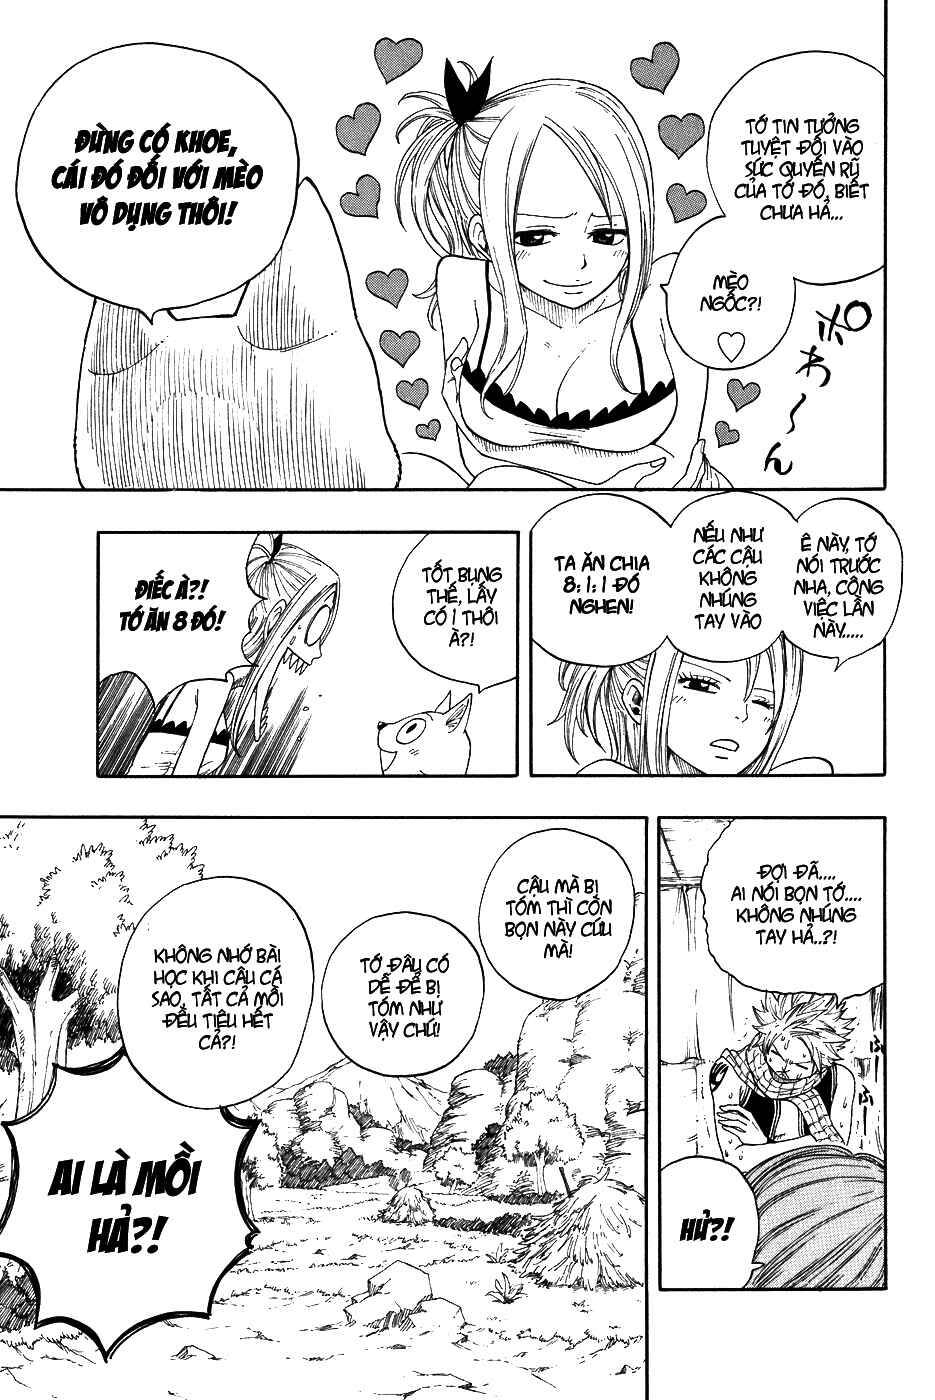 TỚ TIN TƯỞNG
TUYỆT ĐỐI VÀO
SỨC QUYẾN RŨ
CỦA TỚ ĐÓ, BIẾT
CHƯA HẢ...
MÈO
NGỐC?!
ポわ～ん
ĐỪNG CÓ KHOE,
CÁI ĐÓ ĐỐI VỚI MÈO
VÔ DỤNG THÔI!
Ê NÀY, TỚ
NÓI TRƯỚC
NHA, CÔNG
VIỆC LẦN
NÀY.....
NẾU NHƯ
CÁC CẬU
KHÔNG
NHÚNG
TAY VÀO
TA ĂN CHIA
8:1:1 ĐÓ
NGHEN!
TỐT BỤNG
THẾ, LẤY
CÓ 1 THÔI
À?!
ĐIẾC À?!
TỚ ĂN 8 ĐÓ!
ĐỢI ĐÃ....
AI NÓI BỌN TỚ....
KHÔNG NHÚNG
TAY HẢ..?!
ふ
ふ
HỬ?!
CẬU MÀ BỊ
TÓM THÌ CÒN
BỌN NÀY CỨU
MÀ!
TỚ ĐÂU CÓ
DỄ ĐỂ BỊ
TÓM NHƯ
VẬY CHỨ!
KHÔNG NHỚ BÀI
HỌC KHI CÂU CÁ
SAO, TẤT CẢ MỒI
ĐỀU TIÊU HẾT
CẢ?!
AI LÀ MỒI
HẢ?!